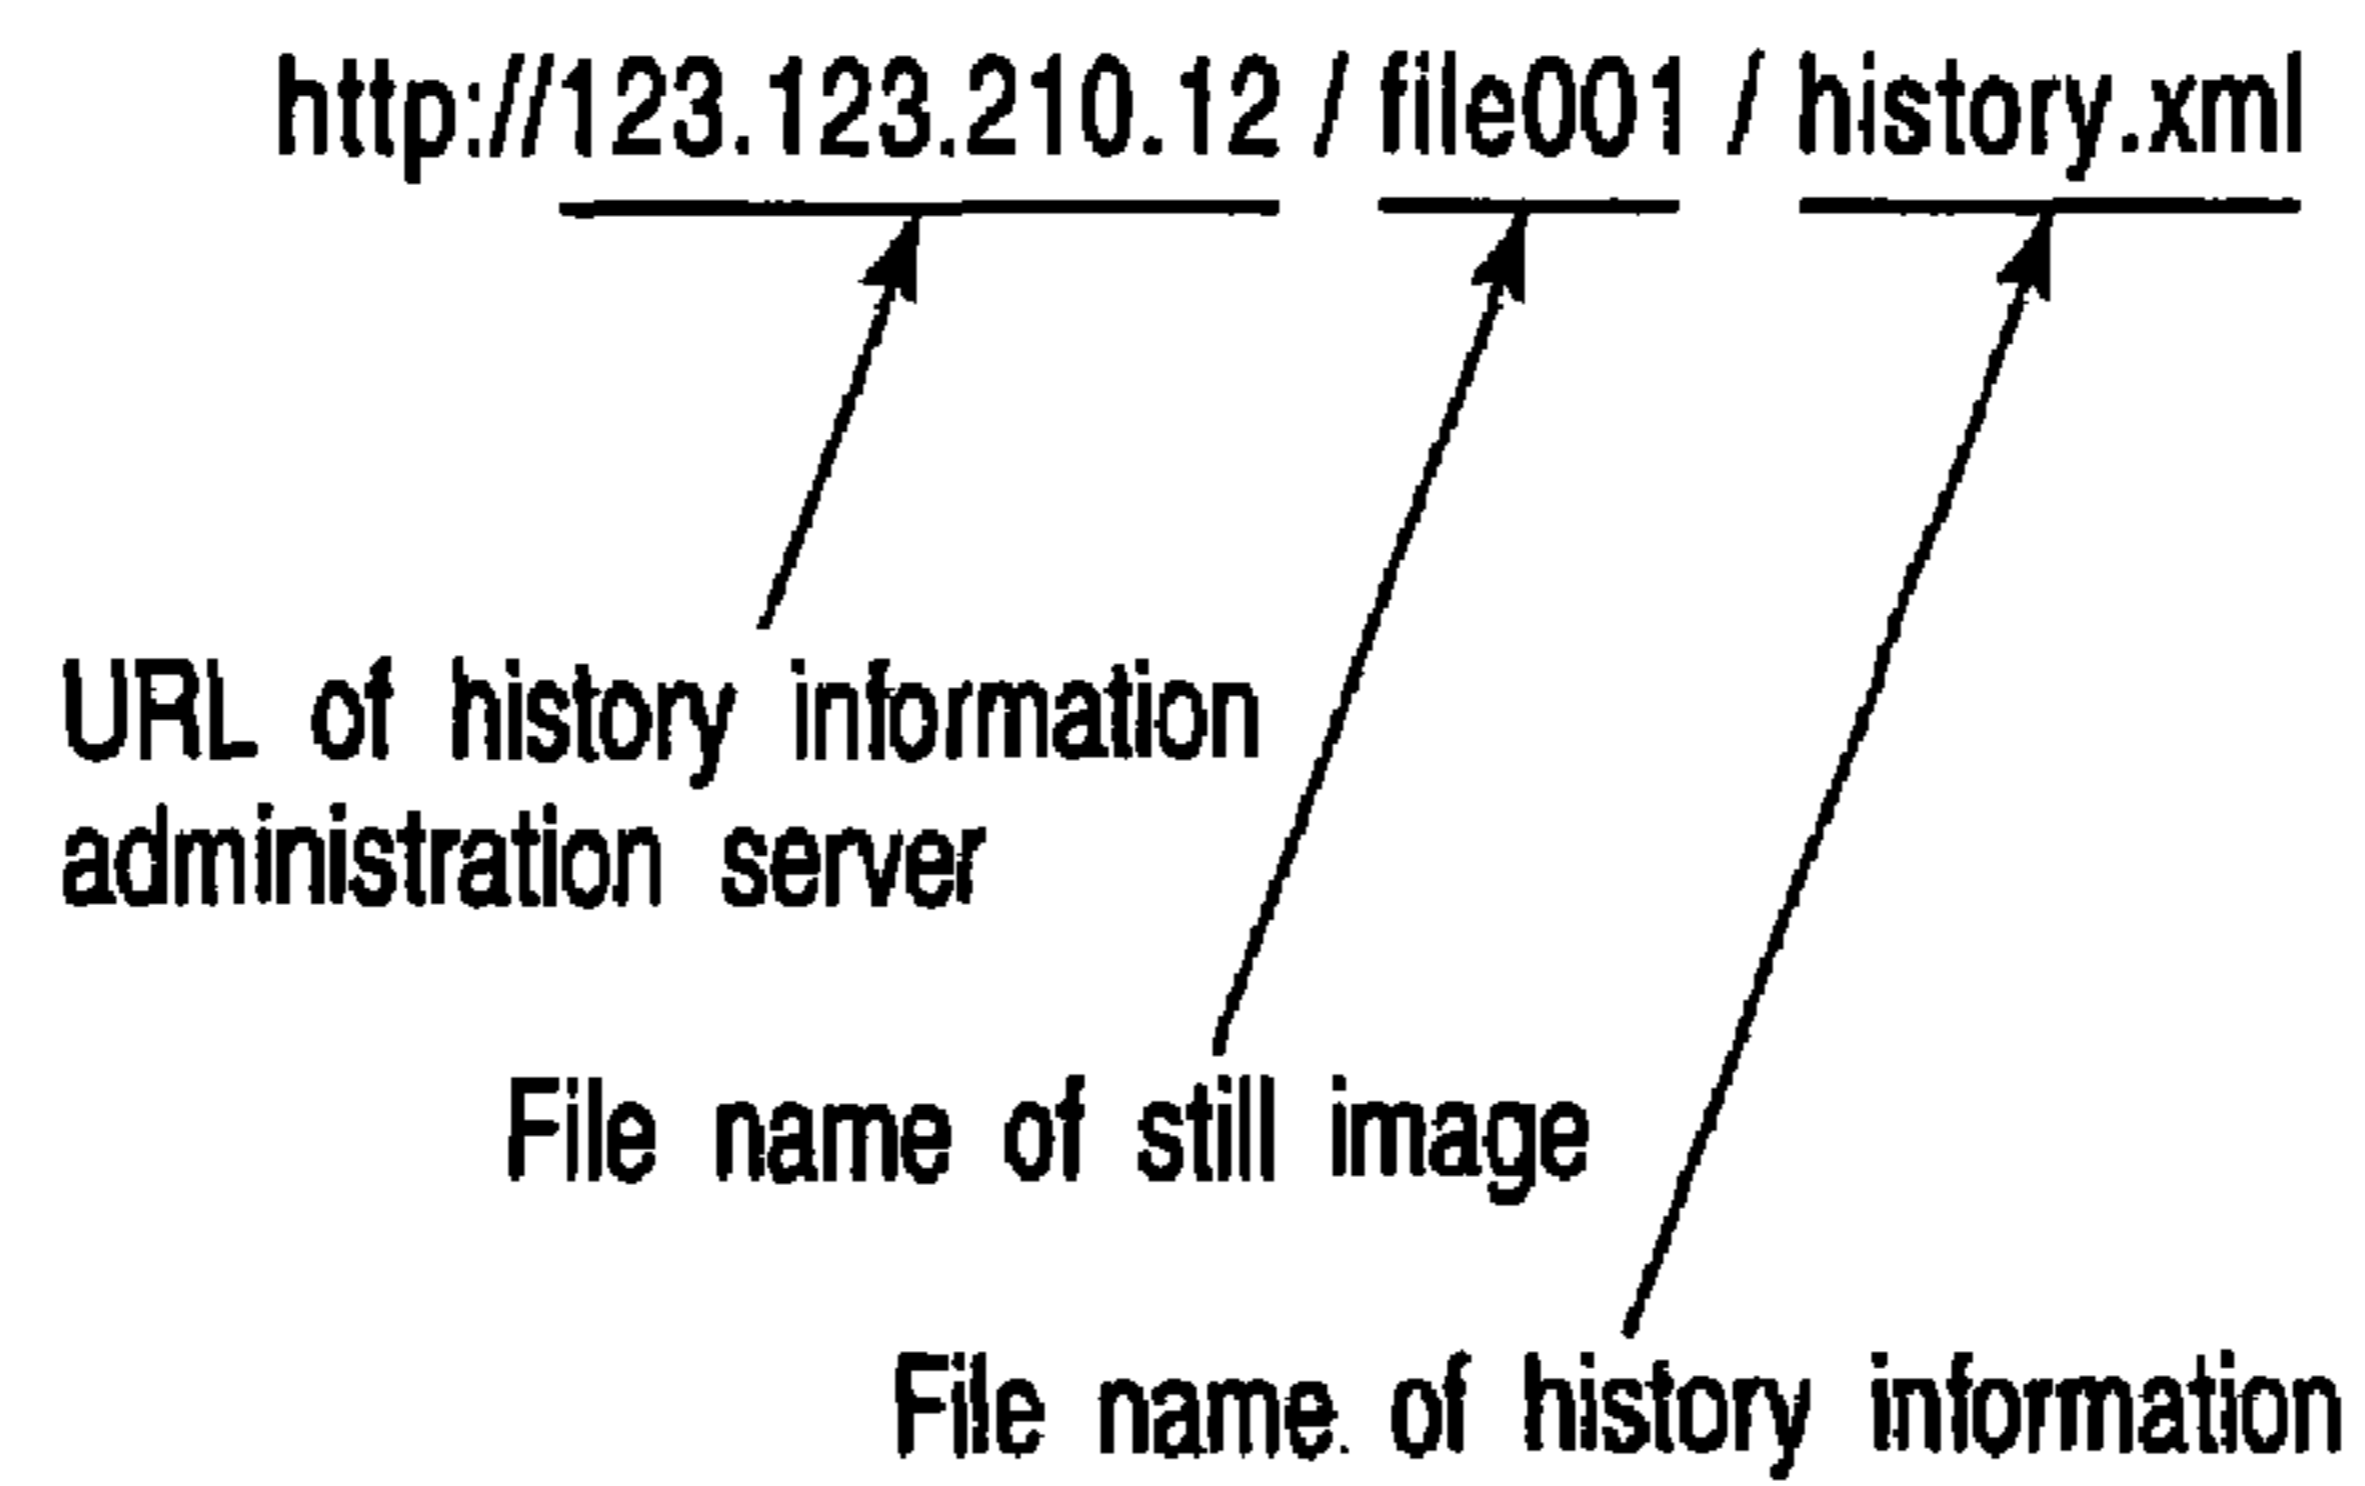 http://123.123.210.12 / file001 / history.xml
URL of history information
administration server
File name of still image
File name of history information